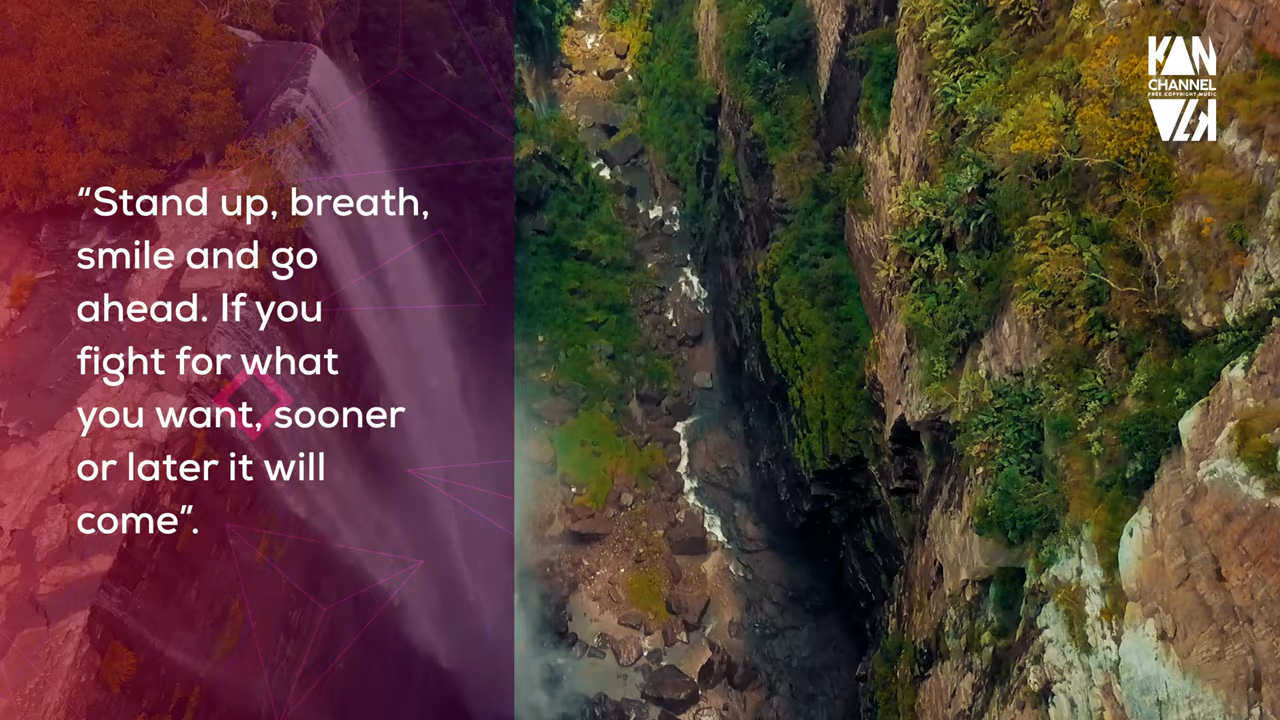 “Stand up, breath,
smile and go
ahead. If you
fight for what
you want, sooner
or later it will
come”.
KAN
CHANNEL
FREE COPYRIGHT MUSIC